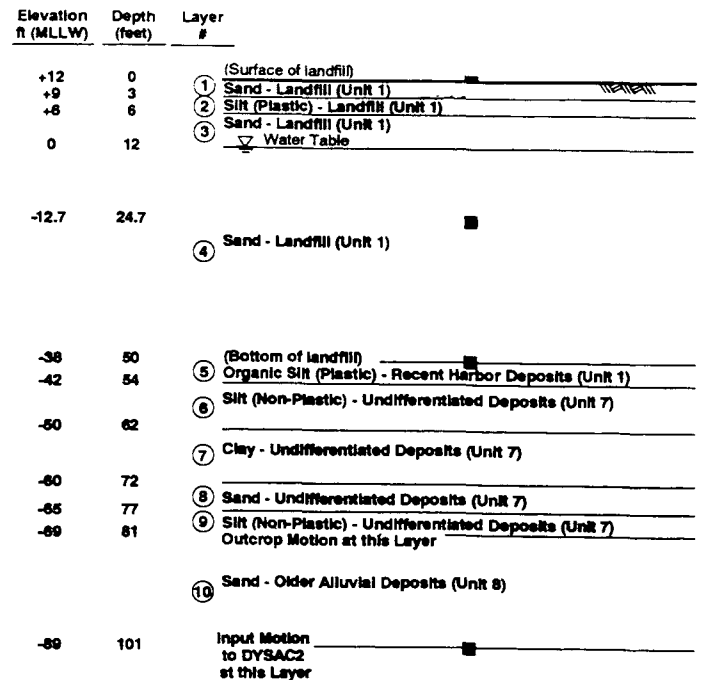 Elevation Depth Layer
ft (MLLW) (feet) #
(Surface of landfill)
+12 0
1 Sand - Landfill (Unit 1)
+9 3
2 Silt (Plastic) - Landfill (Unit 1)
+6 6
3 Sand - Landfill (Unit 1)
Water Table
0 12
-12.7 24.7
4 Sand - Landfill (Unit 1)
-38 50 (Bottom of landfill)
5 Organic Silt (Plastic) - Recent Harbor Deposits (Unit 1)
-42 54
6 Silt (Non-Plastic) - Undifferentiated Deposits (Unit 7)
-50 62
7 Clay - Undifferentiated Deposits (Unit 7)
-60 72
8 Sand - Undifferentiated Deposits (Unit 7)
-65 77
9 Silt (Non-Plastic) - Undifferentiated Deposits (Unit 7)
-69 81 Outcrop Motion at this Layer
10 Sand - Older Alluvial Deposits (Unit 8)
-89 101 Input Motion
to DYSAC2
at this Layer